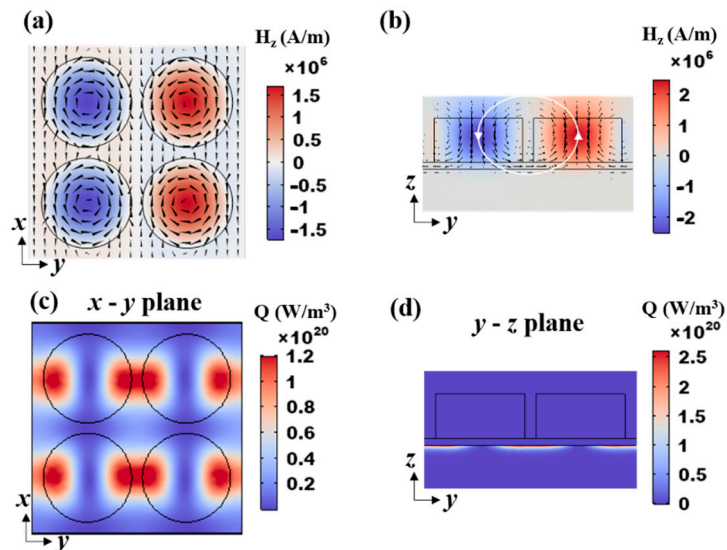 (a)
H_z (A/m)
×10⁶
1.5
1
0.5
0
-0.5
-1
-1.5
x
y
(b)
H_z (A/m)
×10⁶
2
1
0
-1
-2
z
y
(c)
x - y plane
Q (W/m³)
×10²⁰
1.2
1
0.8
0.6
0.4
0.2
x
y
(d)
y - z plane
Q (W/m³)
×10²⁰
2.5
2
1.5
1
0.5
0
z
y